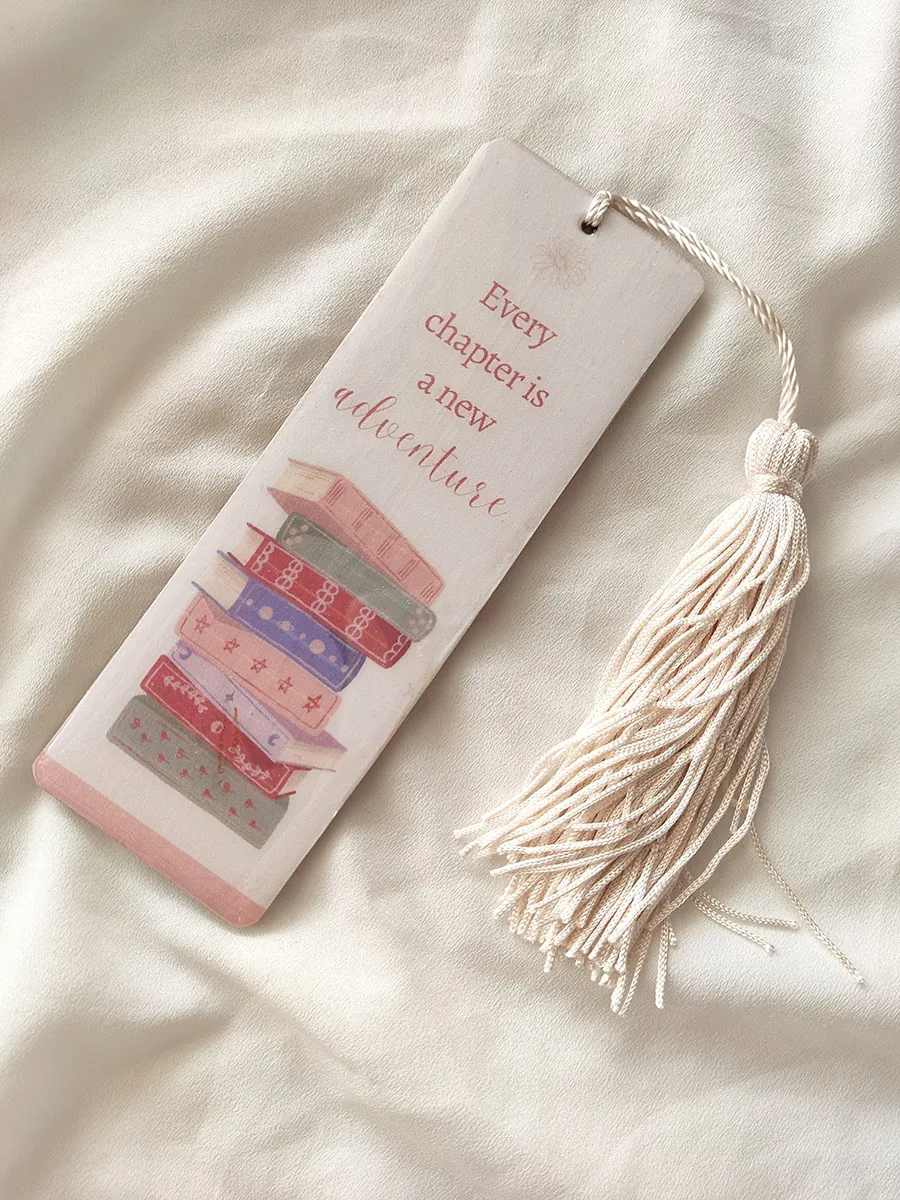 Every
chapter is
a new
adventure